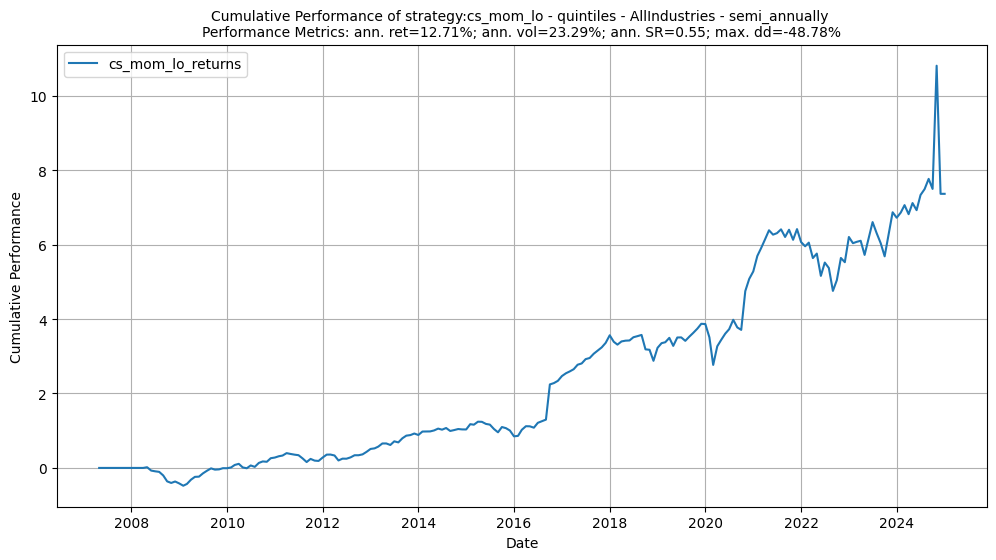 Cumulative Performance of strategy:cs_mom_lo - quintiles - AllIndustries - semi_annually
Performance Metrics: ann. ret=12.71%; ann. vol=23.29%; ann. SR=0.55; max. dd=-48.78%
cs_mom_lo_returns
Cumulative Performance
10
8
6
4
2
0
2008 2010 2012 2014 2016 2018 2020 2022 2024
Date